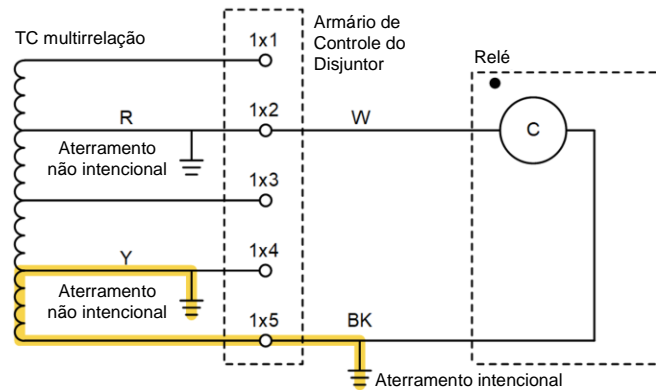 TC multirrelação
1x1
Armário de
Controle do
Disjuntor
Relé
R
1x2
W
C
Aterramento
não intencional
1x3
Y
1x4
Aterramento
não intencional
1x5
BK
Aterramento intencional